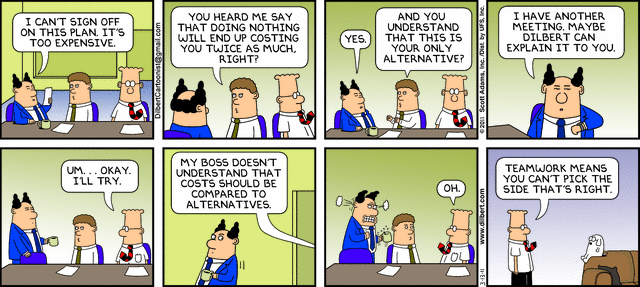 I CAN'T SIGN OFF
ON THIS PLAN. IT'S
TOO EXPENSIVE.
DilbertCartoonist@gmail.com
YOU HEARD ME SAY
THAT DOING NOTHING
WILL END UP COSTING
YOU TWICE AS MUCH,
RIGHT?
YES.
AND YOU
UNDERSTAND
THAT THIS IS
YOUR ONLY
ALTERNATIVE?
© 2011 Scott Adams, Inc. /Dist. by UFS, Inc.
I HAVE ANOTHER
MEETING. MAYBE
DILBERT CAN
EXPLAIN IT TO YOU.
UM. . . OKAY.
I'LL TRY.
MY BOSS DOESN'T
UNDERSTAND THAT
COSTS SHOULD BE
COMPARED TO
ALTERNATIVES.
OH.
www.dilbert.com
3-13-11
TEAMWORK MEANS
YOU CAN'T PICK THE
SIDE THAT'S RIGHT.